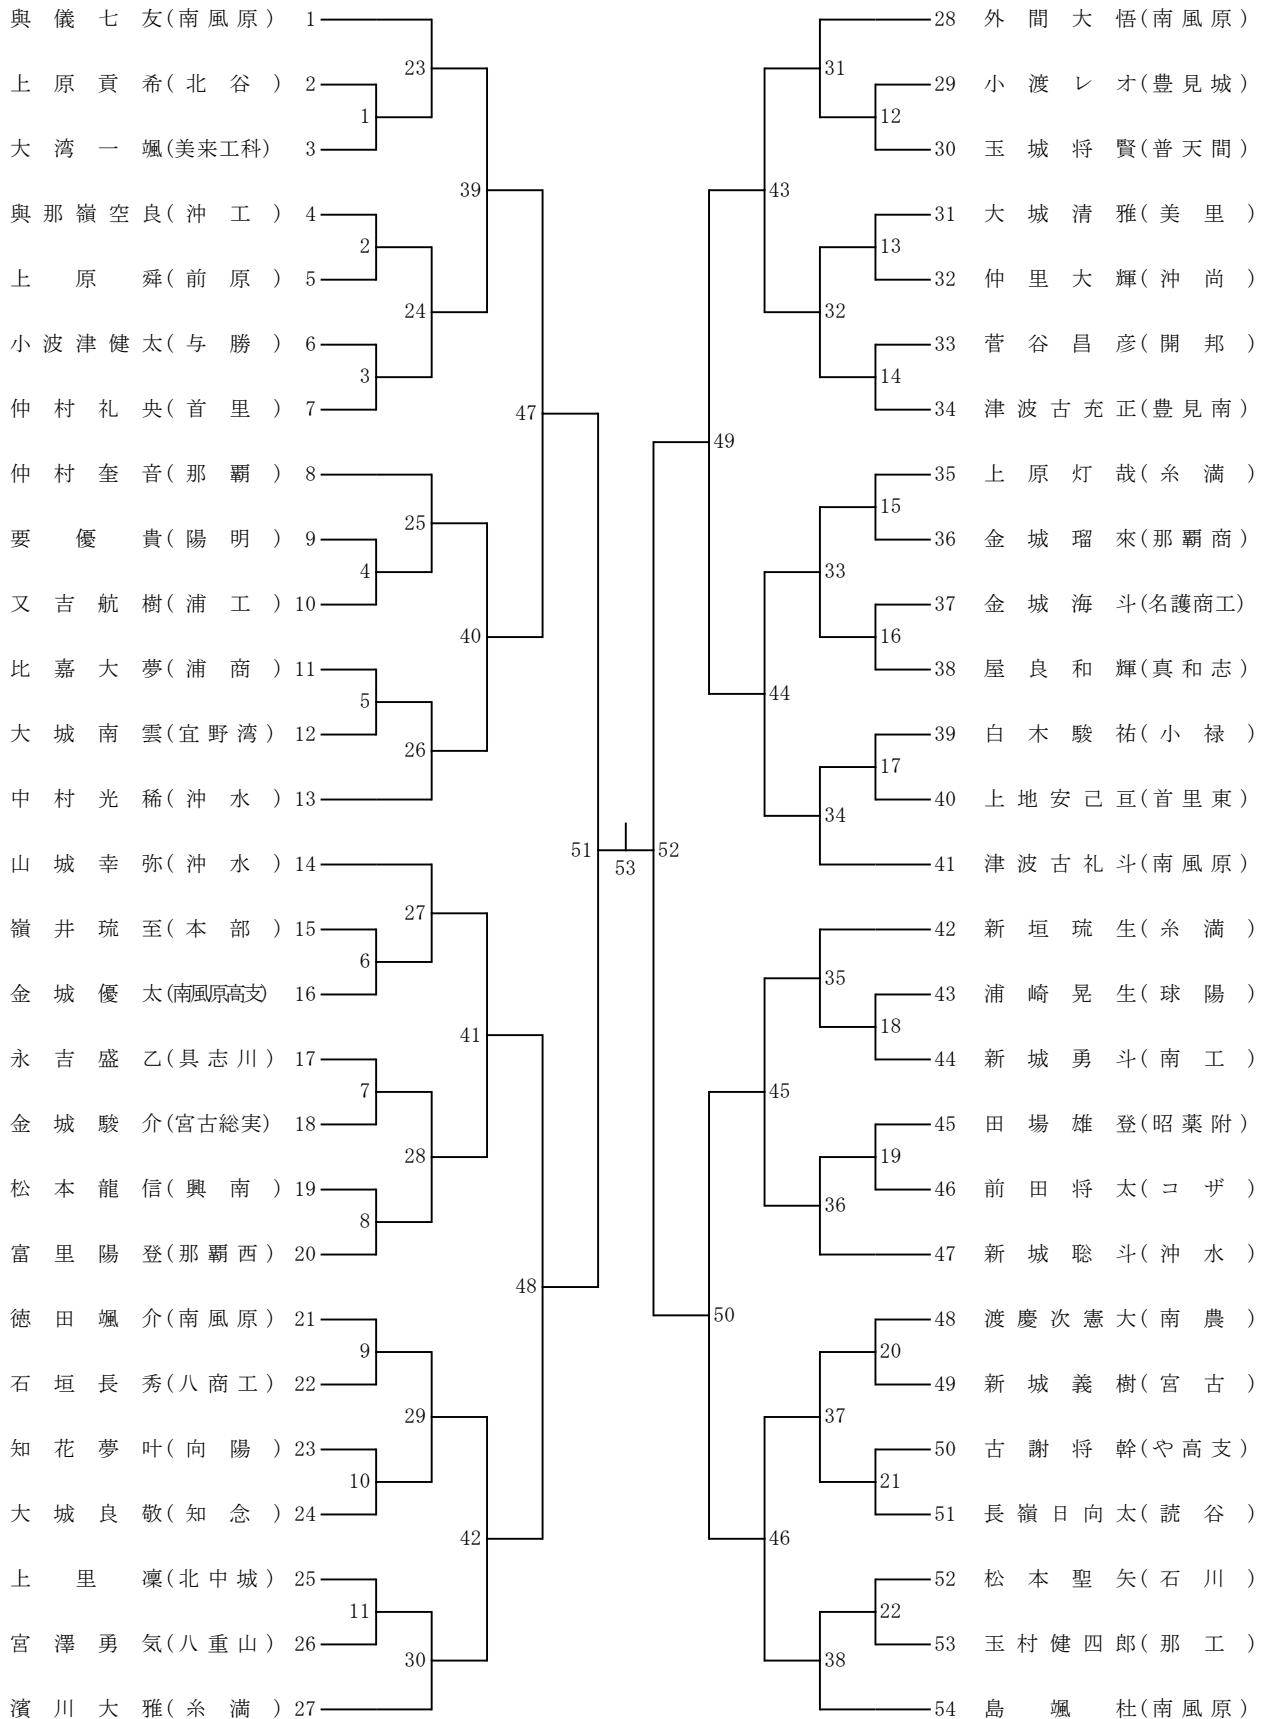 與儀七友(南風原) 1
23
上原貢希(北谷) 2
1
大湾一颯(美来工科) 3
39
與那嶺空良(沖工) 4
2
上原舜(前原) 5
24
小波津健太(与勝) 6
3
仲村礼央(首里) 7
47
仲村奎音(那覇) 8
25
要優貴(陽明) 9
4
又吉航樹(浦工) 10
40
比嘉大夢(浦商) 11
5
大城南雲(宜野湾) 12
26
中村光稀(沖水) 13
51
山城幸弥(沖水) 14
27
嶺井琉至(本部) 15
6
金城優太(南風原高支) 16
41
永吉盛乙(具志川) 17
7
金城駿介(宮古総実) 18
28
松本龍信(興南) 19
8
富里陽登(那覇西) 20
48
徳田颯介(南風原) 21
9
石垣長秀(八商工) 22
29
知花夢叶(向陽) 23
10
大城良敬(知念) 24
42
上里凜(北中城) 25
11
宮澤勇気(八重山) 26
30
濱川大雅(糸満) 27
53
28 外間大悟(南風原)
31
29 小渡レオ(豊見城)
12
30 玉城将賢(普天間)
43
31 大城清雅(美里)
13
32 仲里大輝(沖尚)
32
33 菅谷昌彦(開邦)
14
34 津波古充正(豊見南)
49
35 上原灯哉(糸満)
15
36 金城瑠來(那覇商)
33
37 金城海斗(名護商工)
16
38 屋良和輝(真和志)
44
39 白木駿祐(小禄)
17
40 上地安己亘(首里東)
34
52
41 津波古礼斗(南風原)
42 新垣琉生(糸満)
35
43 浦崎晃生(球陽)
18
44 新城勇斗(南工)
45
45 田場雄登(昭薬附)
19
46 前田将太(コザ)
36
47 新城聡斗(沖水)
50
48 渡慶次憲大(南農)
20
49 新城義樹(宮古)
37
50 古謝将幹(や高支)
21
51 長嶺日向太(読谷)
46
52 松本聖矢(石川)
22
53 玉村健四郎(那工)
38
54 島颯杜(南風原)